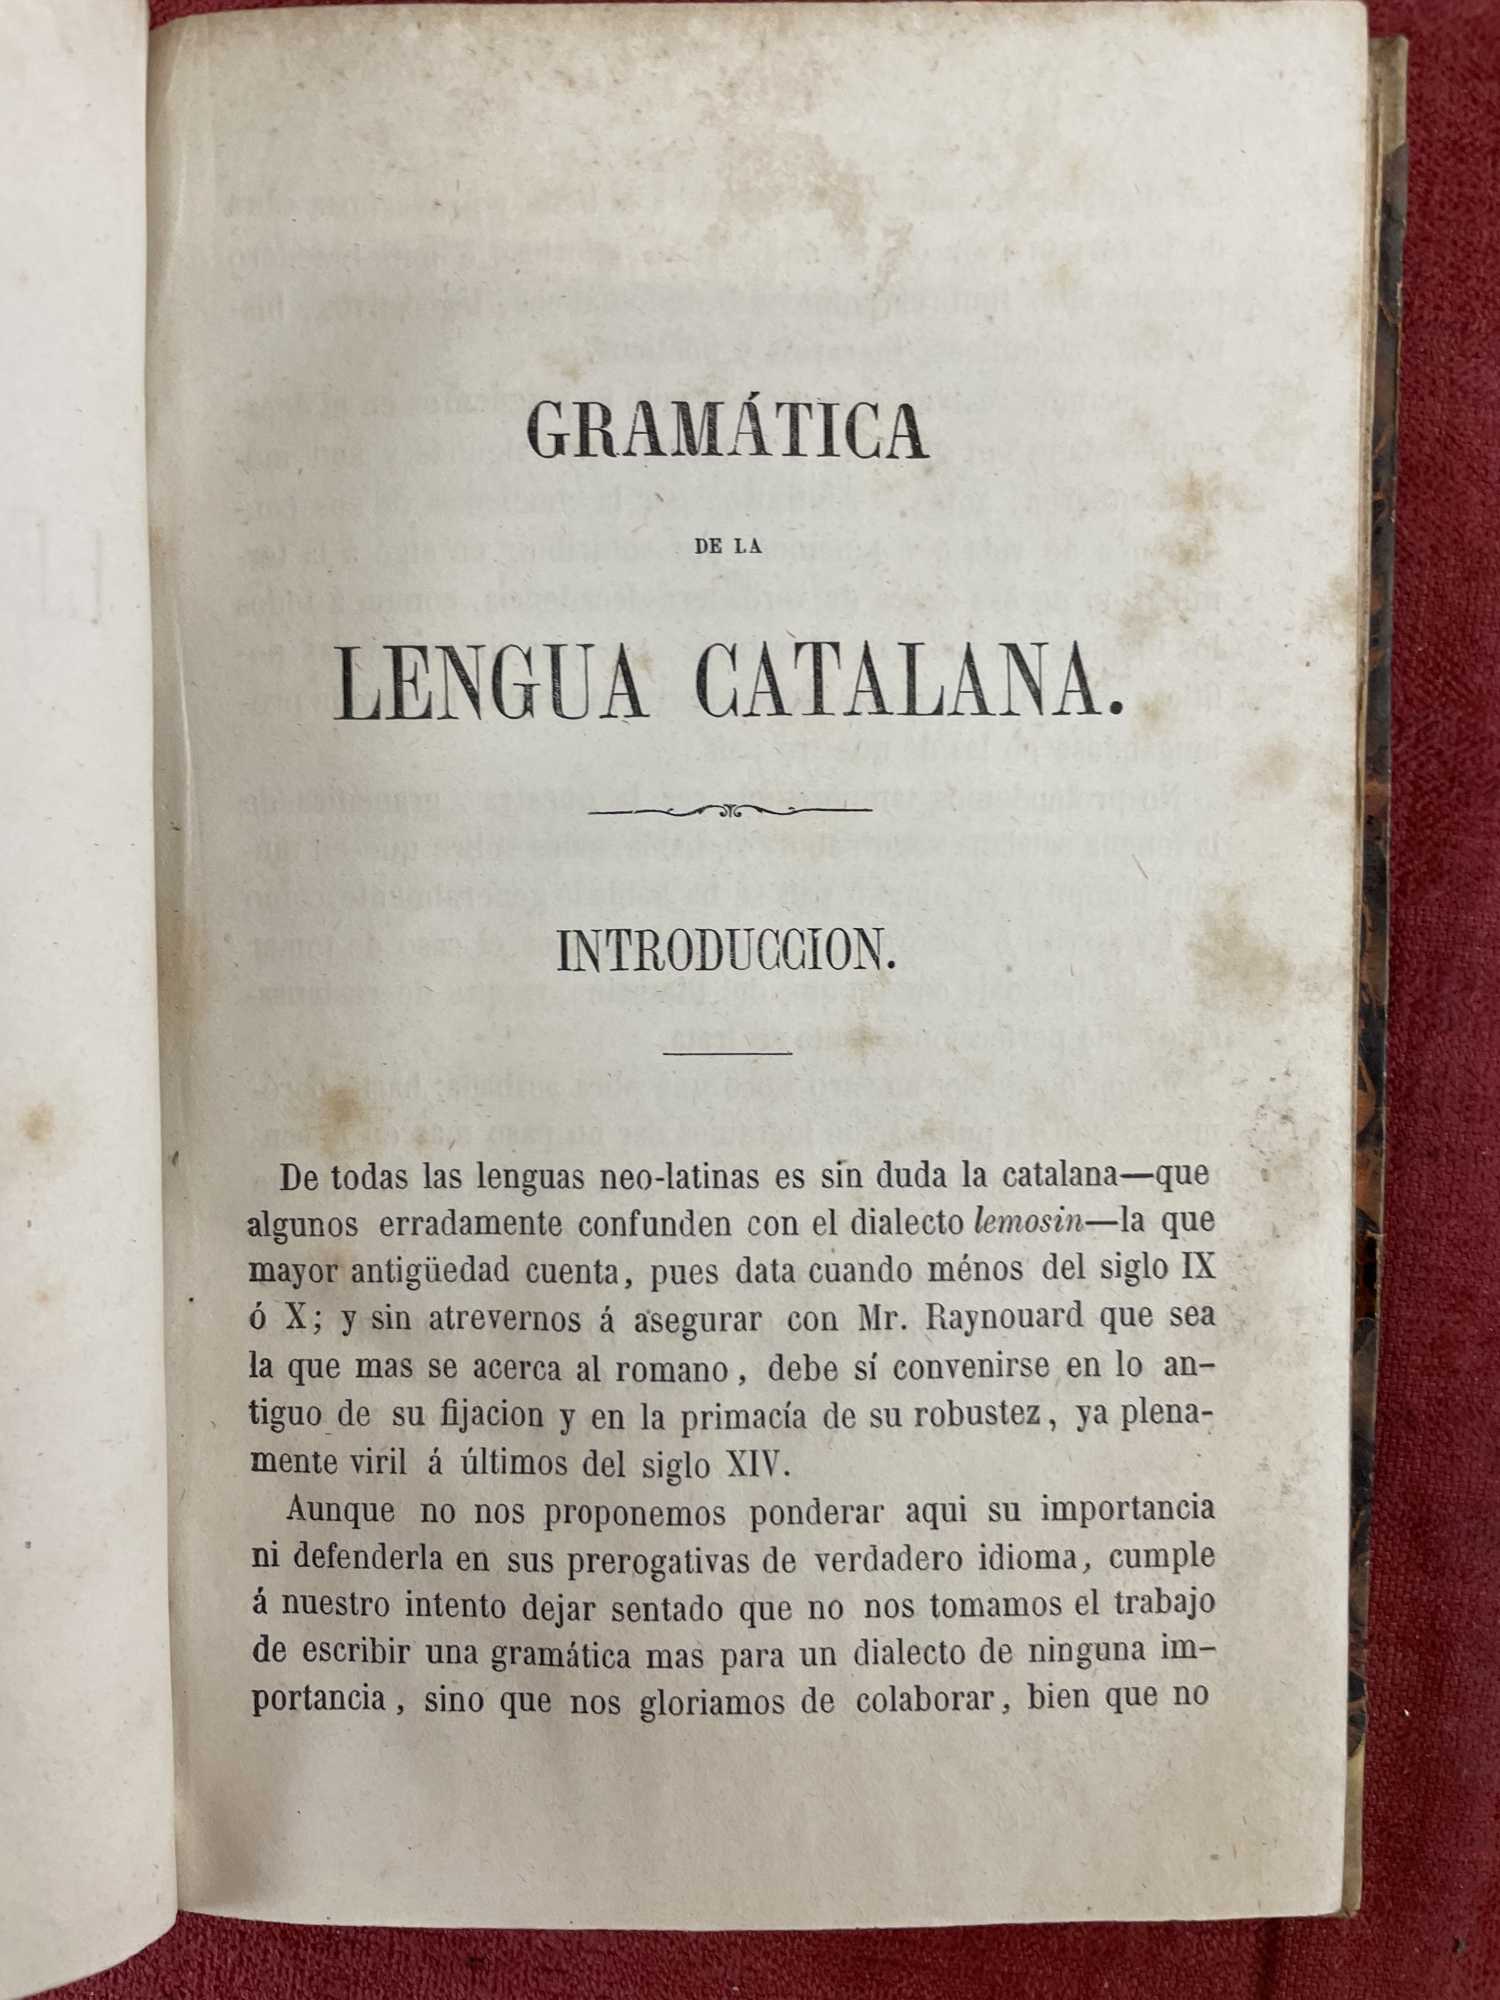 GRAMÁTICA
DE LA
LENGUA CATALANA.
INTRODUCCION.
De todas las lenguas neo-latinas es sin duda la catalana—que
algunos erradamente confunden con el dialecto lemosin—la que
mayor antigüedad cuenta, pues data cuando ménos del siglo IX
ó X; y sin atrevernos á asegurar con Mr. Raynouard que sea
la que mas se acerca al romano, debe sí convenirse en lo an-
tiguo de su fijacion y en la primacía de su robustez, ya plena-
mente viril á últimos del siglo XIV.
Aunque no nos proponemos ponderar aqui su importancia
ni defenderla en sus prerogativas de verdadero idioma, cumple
á nuestro intento dejar sentado que no nos tomamos el trabajo
de escribir una gramática mas para un dialecto de ninguna im-
portancia, sino que nos gloriamos de colaborar, bien que no